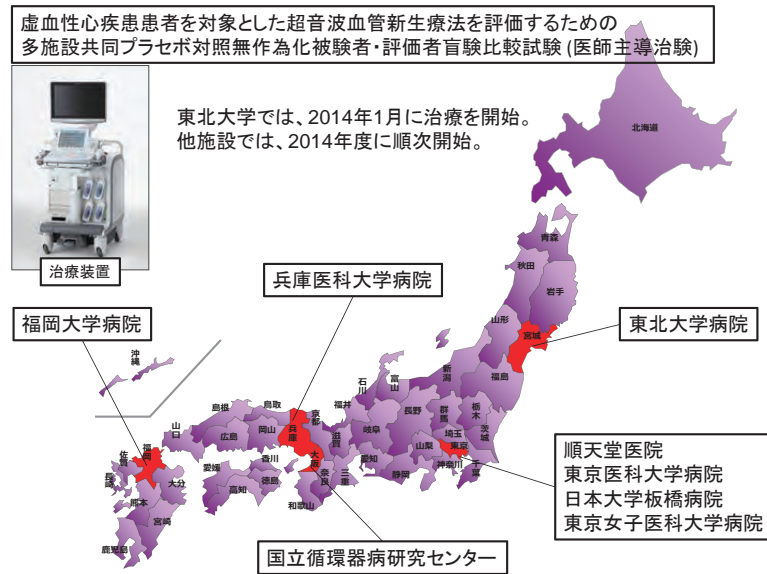 虚血性心疾患患者を対象とした超音波血管新生療法を評価するための
多施設共同プラセボ対照無作為化被験者・評価者盲験比較試験 (医師主導治験)
東北大学では、2014年1月に治療を開始。
他施設では、2014年度に順次開始。
治療装置
北海道
青森
秋田
岩手
山形
宮城
福島
新潟
兵庫医科大学病院
福岡大学病院
東北大学病院
沖縄
石川
富山
福井
長野
群馬
栃木
茨城
埼玉
東京
千葉
神奈川
山梨
静岡
愛知
岐阜
三重
滋賀
京都
奈良
大阪
和歌山
兵庫
鳥取
島根
岡山
広島
山口
香川
徳島
愛媛
高知
福岡
佐賀
長崎
大分
熊本
宮崎
鹿児島
順天堂医院
東京医科大学病院
日本大学板橋病院
東京女子医科大学病院
国立循環器病研究センター